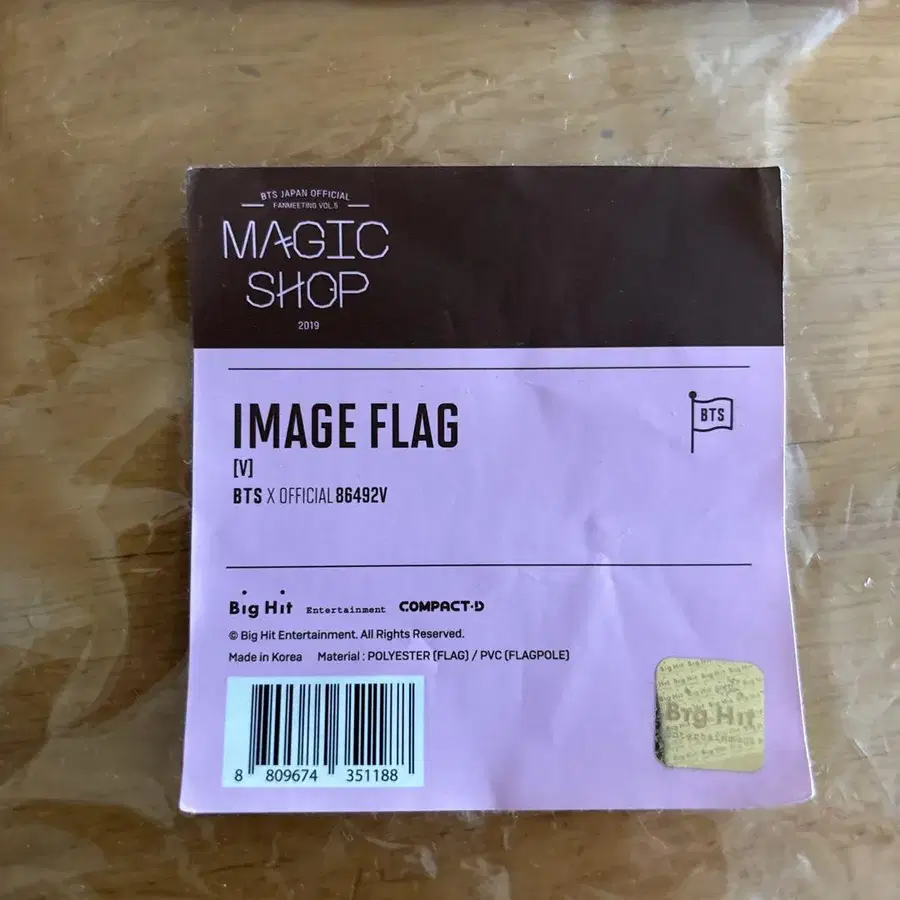 BTS JAPAN OFFICIAL
FANMEETING VOL.5
MAGIC
SHOP
2019
IMAGE FLAG
BTS
[V]
BTS X OFFICIAL 86492V
Big Hit Entertainment COMPACT·D
© Big Hit Entertainment. All Rights Reserved.
Made in Korea Material : POLYESTER (FLAG) / PVC (FLAGPOLE)
Big Hit
Entertainment
8 809674 351188